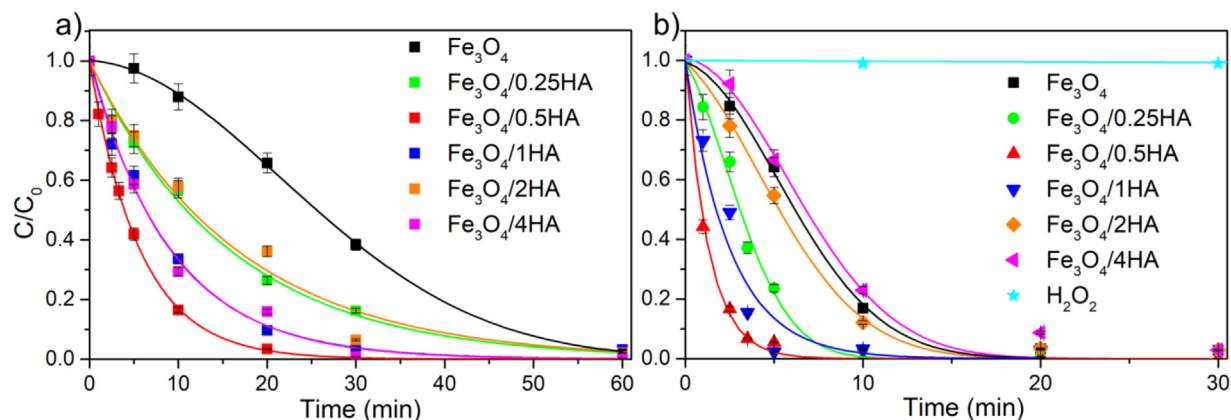 a)
C/C₀
1.0
0.8
0.6
0.4
0.2
0.0
Fe₃O₄
Fe₃O₄/0.25HA
Fe₃O₄/0.5HA
Fe₃O₄/1HA
Fe₃O₄/2HA
Fe₃O₄/4HA
0 10 20 30 40 50 60
Time (min)
b)
1.0
0.8
0.6
0.4
0.2
0.0
Fe₃O₄
Fe₃O₄/0.25HA
Fe₃O₄/0.5HA
Fe₃O₄/1HA
Fe₃O₄/2HA
Fe₃O₄/4HA
H₂O₂
0 10 20 30
Time (min)